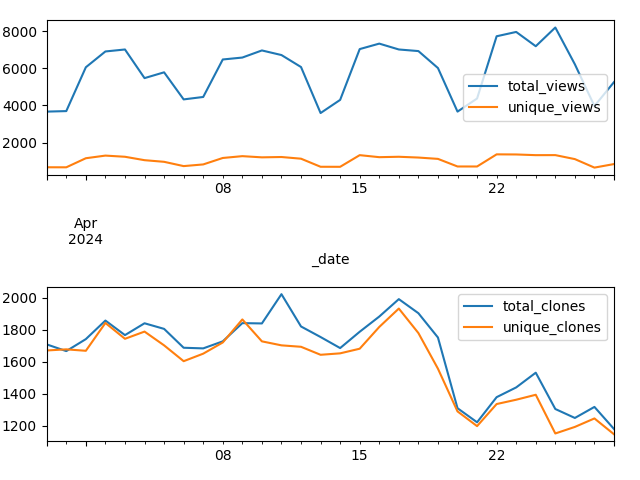 8000
6000
4000
2000
total_views
unique_views
08
15
22
Apr
2024
_date
2000
1800
1600
1400
1200
total_clones
unique_clones
08
15
22